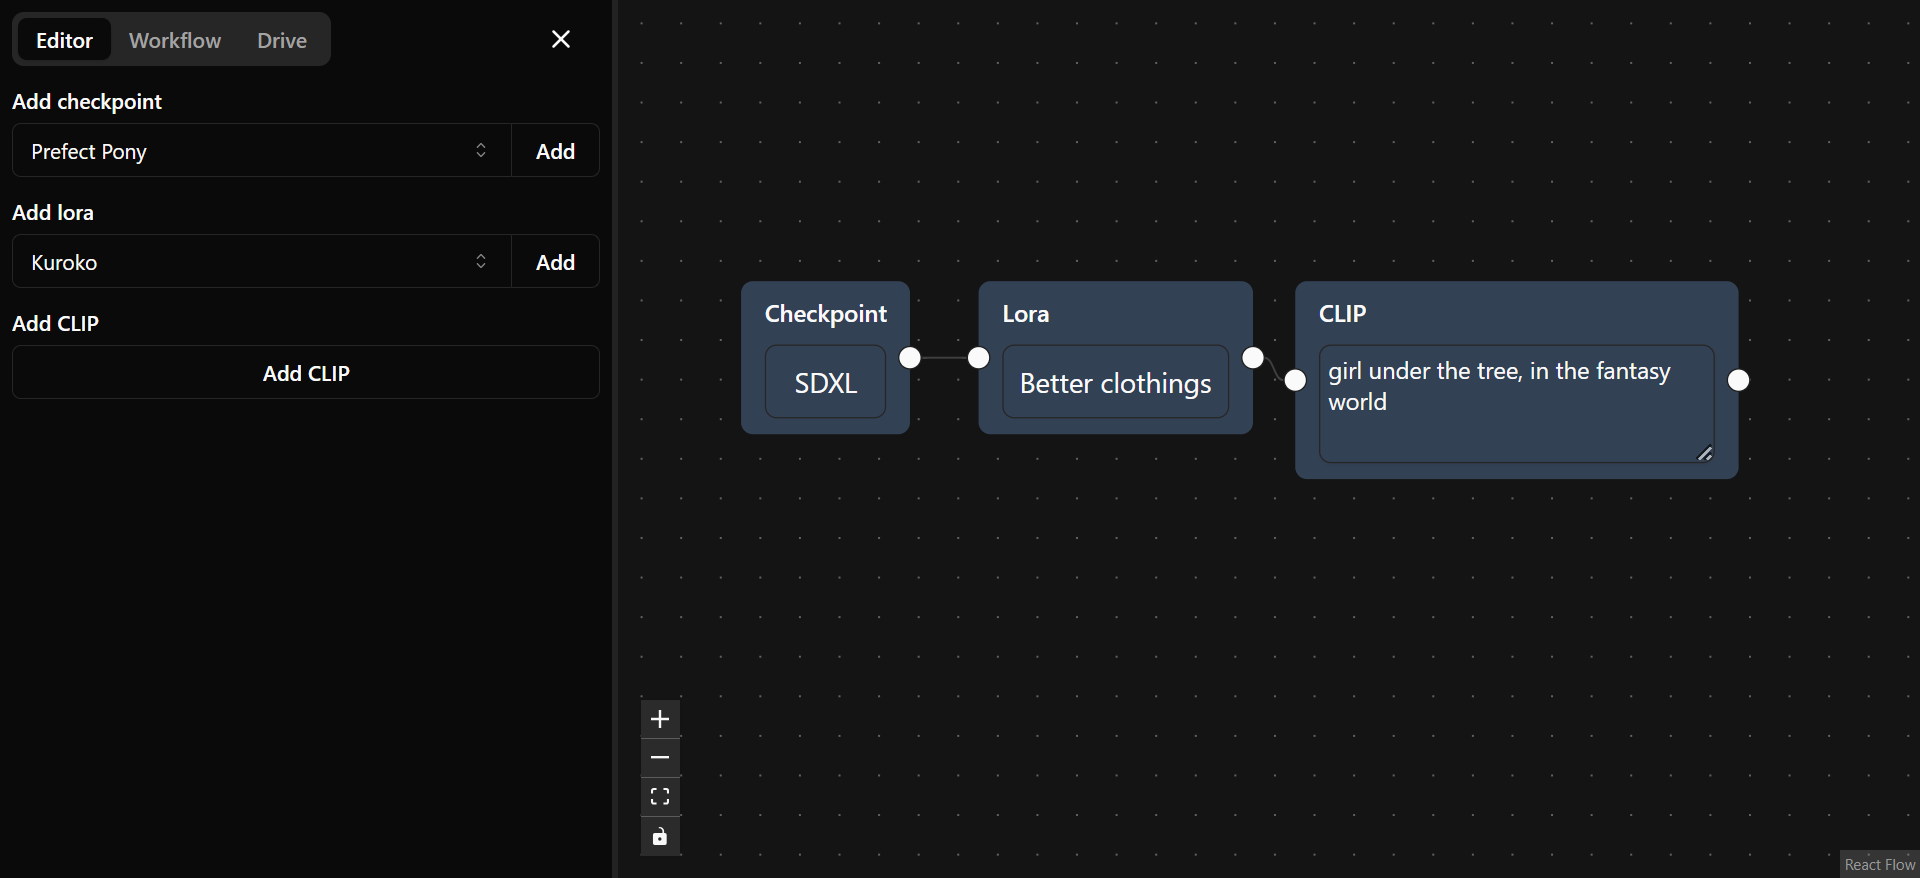 Editor Workflow Drive
Add checkpoint
Prefect Pony Add
Add lora
Kuroko Add
Add CLIP
Add CLIP
Checkpoint
SDXL
Lora
Better clothings
CLIP
girl under the tree, in the fantasy
world
React Flow